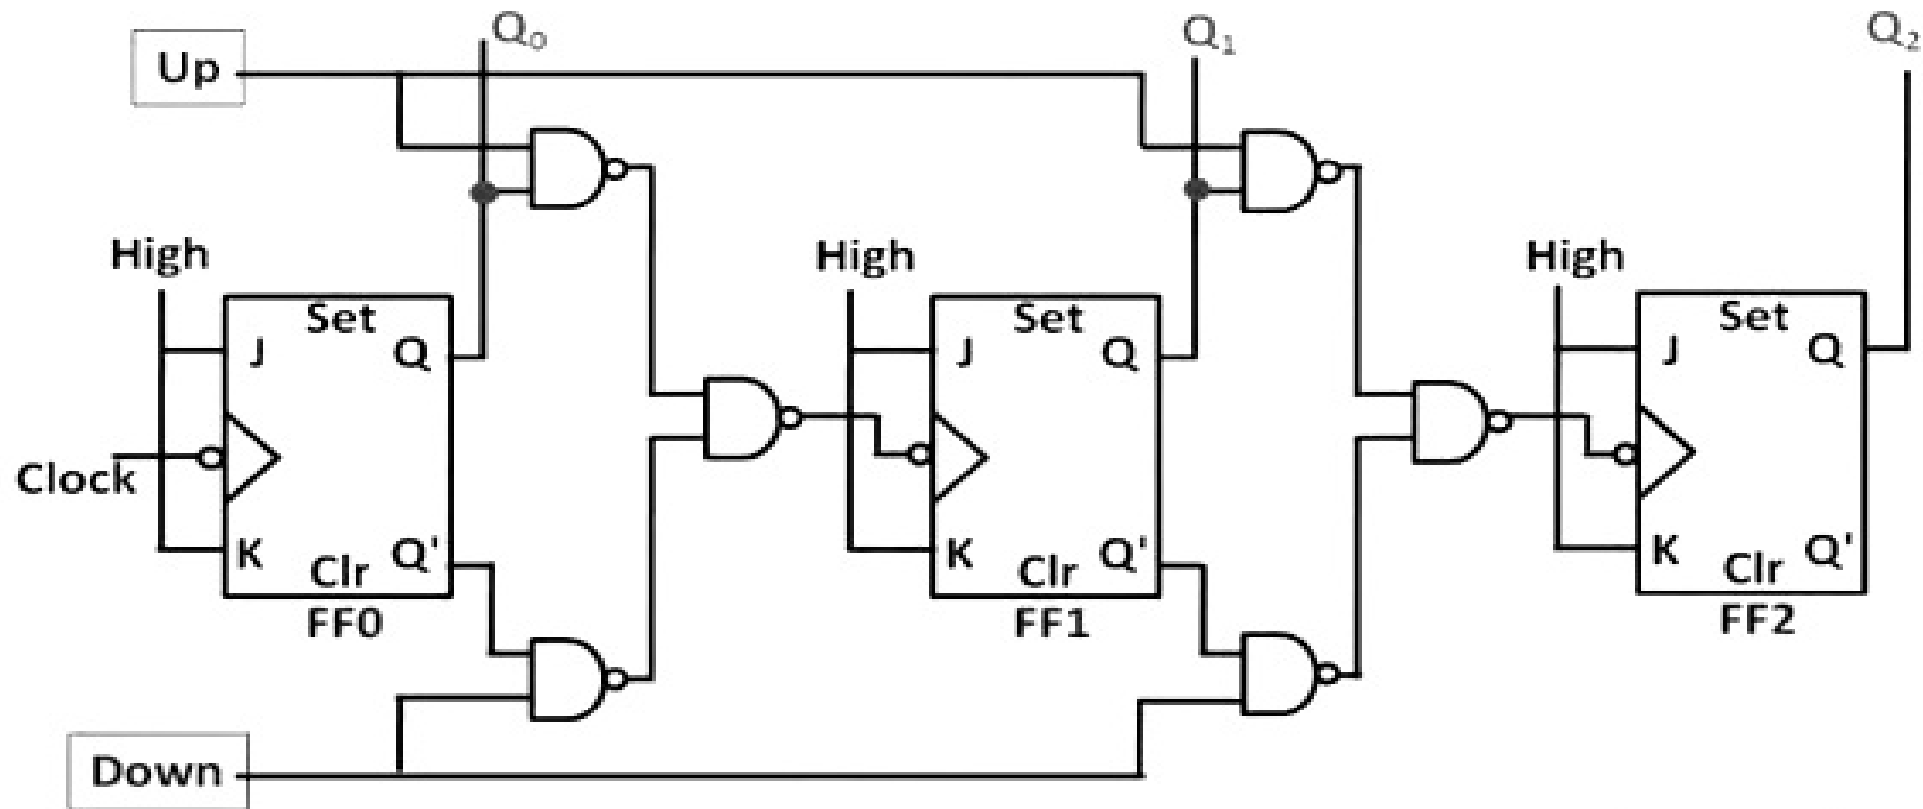 Q₀
Q₁
Q₂
Up
High
High
High
Set
Set
Set
J
Q
J
Q
J
Q
Clock
K
Clr
Q'
K
Clr
Q'
K
Clr
Q'
FF0
FF1
FF2
Down